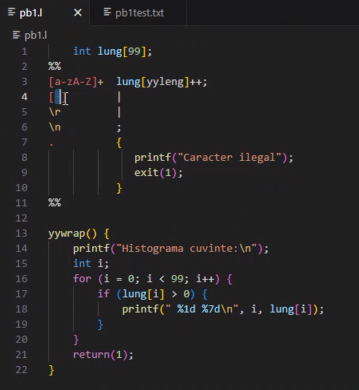 pb1.l × pb1test.txt
pb1.l
1 int lung[99];
2 %%
3 [a-zA-Z]+ lung[yyleng]++;
4 [ ] |
5 \r |
6 \n ;
7 . {
8 printf("Caracter ilegal");
9 exit(1);
10 }
11 %%
12
13 yywrap() {
14 printf("Histograma cuvinte:\n");
15 int i;
16 for (i = 0; i < 99; i++) {
17 if (lung[i] > 0) {
18 printf(" %1d %7d\n", i, lung[i]);
19 }
20 }
21 return(1);
22 }